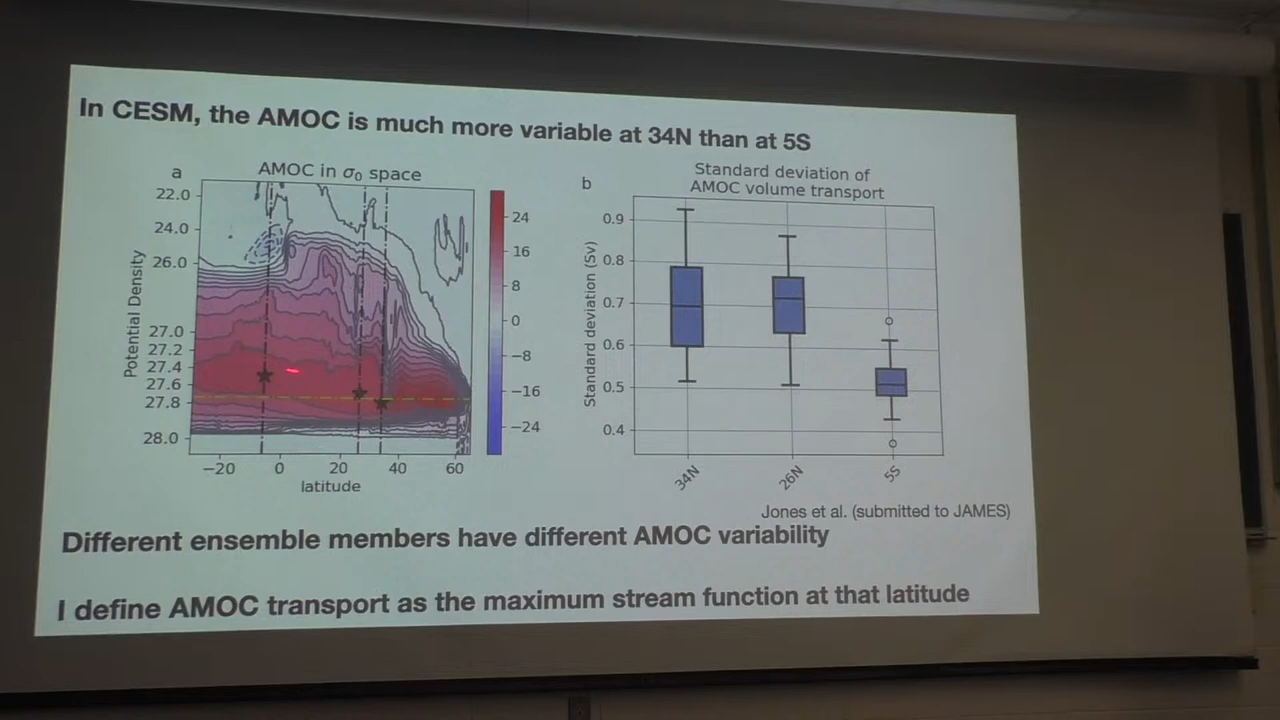 In CESM, the AMOC is much more variable at 34N than at 5S
a
AMOC in σ₀ space
22.0
24.0
26.0
27.0
27.2
27.4
27.6
27.8
28.0
Potential Density
0
−20
0
20
40
60
latitude
24
16
8
0
−8
−16
−24
b
Standard deviation of
AMOC volume transport
0.9
0.8
0.7
0.6
0.5
0.4
Standard deviation (Sv)
34N
26N
5S
Jones et al. (submitted to JAMES)
Different ensemble members have different AMOC variability
I define AMOC transport as the maximum stream function at that latitude